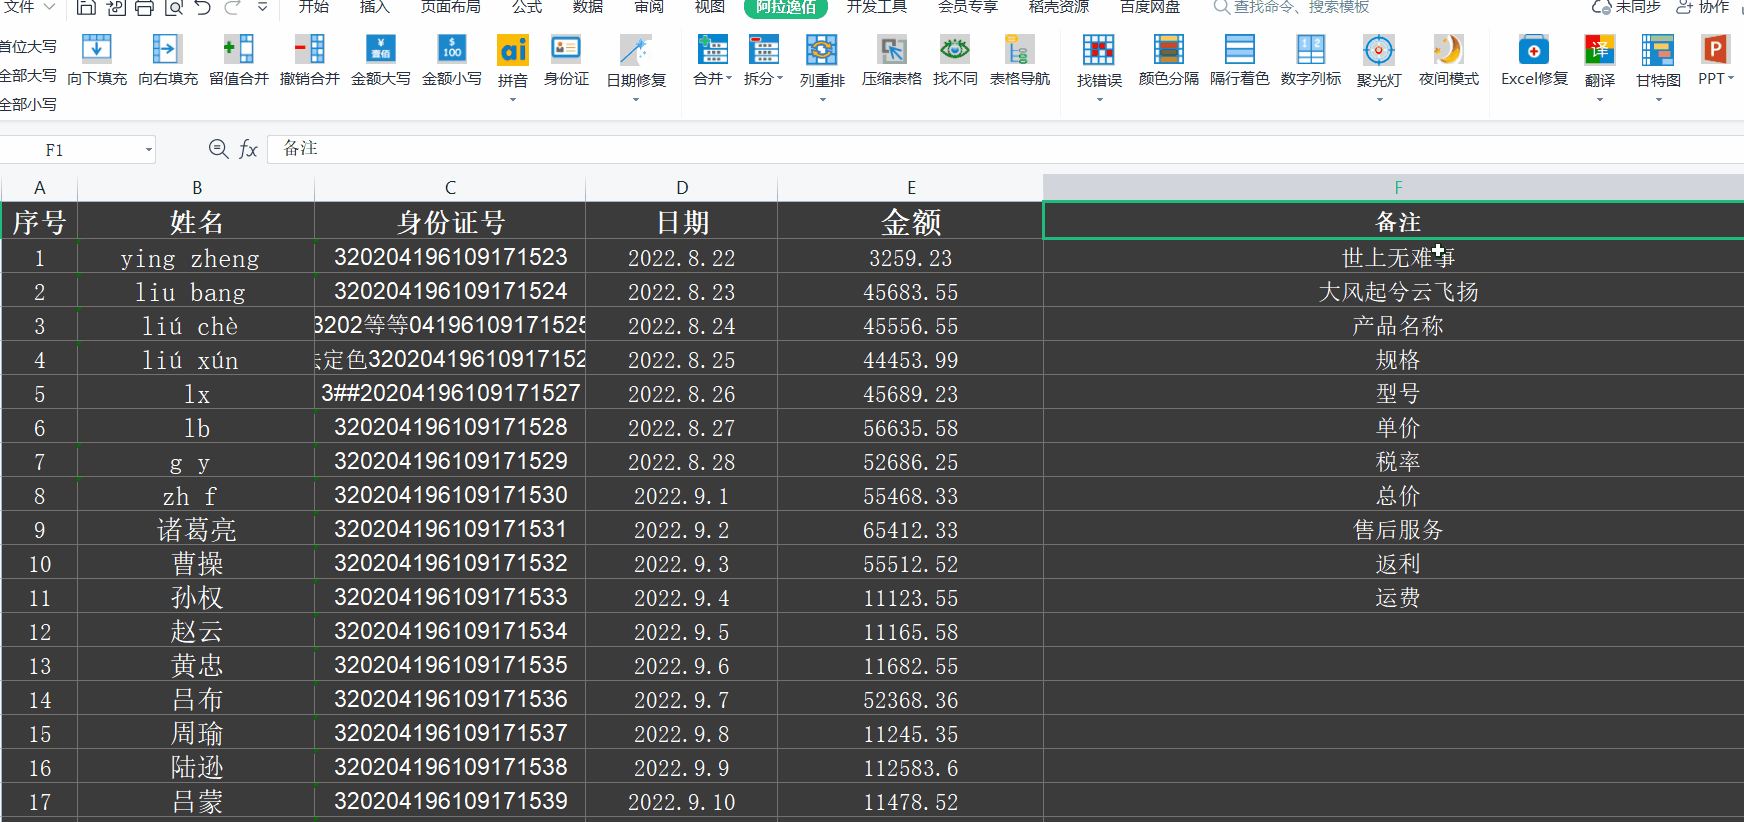 文件 开始 插入 页面布局 公式 数据 审阅 视图 阿拉逸佰 开发工具 会员专享 稻壳资源 百度网盘 查找命令、搜索模板 未同步 协作
首位大写
全部大写
全部小写
向下填充 向右填充 留值合并 撤销合并 金额大写 金额小写 拼音 身份证 日期修复 合并 拆分 列重排 压缩表格 找不同 表格导航 找错误 颜色分隔 隔行着色 数字列标 聚光灯 夜间模式 Excel修复 翻译 甘特图 PPT
F1 fx 备注
A B C D E F
序号 姓名 身份证号 日期 金额 备注
1 ying zheng 320204196109171523 2022.8.22 3259.23 世上无难事
2 liu bang 320204196109171524 2022.8.23 45683.55 大风起兮云飞扬
3 liú chè 3202等等04196109171525 2022.8.24 45556.55 产品名称
4 liú xún 定色32020419610917152 2022.8.25 44453.99 规格
5 lx 3##20204196109171527 2022.8.26 45689.23 型号
6 lb 320204196109171528 2022.8.27 56635.58 单价
7 g y 320204196109171529 2022.8.28 52686.25 税率
8 zh f 320204196109171530 2022.9.1 55468.33 总价
9 诸葛亮 320204196109171531 2022.9.2 65412.33 售后服务
10 曹操 320204196109171532 2022.9.3 55512.52 返利
11 孙权 320204196109171533 2022.9.4 11123.55 运费
12 赵云 320204196109171534 2022.9.5 11165.58
13 黄忠 320204196109171535 2022.9.6 11682.55
14 吕布 320204196109171536 2022.9.7 52368.36
15 周瑜 320204196109171537 2022.9.8 11245.35
16 陆逊 320204196109171538 2022.9.9 112583.6
17 吕蒙 320204196109171539 2022.9.10 11478.52